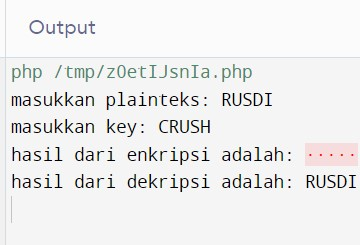 Output
php /tmp/zOetIJsnIa.php
masukkan plainteks: RUSDI
masukkan key: CRUSH
hasil dari enkripsi adalah: ·····
hasil dari dekripsi adalah: RUSDI